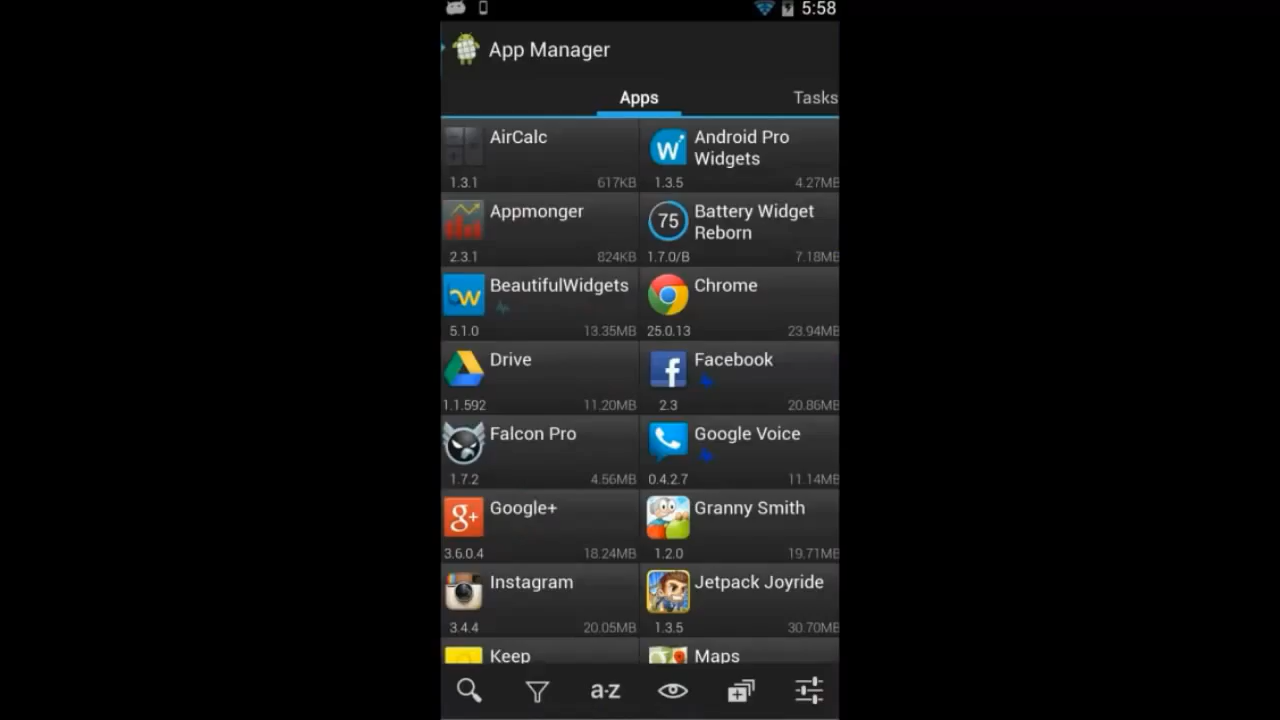 5:58
App Manager
Apps Tasks
AirCalc
1.3.1 617KB
Android Pro
Widgets
1.3.5 4.27MB
Appmonger
2.3.1 824KB
75
Battery Widget
Reborn
1.7.0/B 7.18MB
BeautifulWidgets
5.1.0 13.35MB
Chrome
25.0.13 23.94MB
Drive
1.1.592 11.20MB
Facebook
2.3 20.86MB
Falcon Pro
1.7.2 4.56MB
Google Voice
0.4.2.7 11.14MB
Google+
3.6.0.4 18.24MB
Granny Smith
1.2.0 19.71MB
Instagram
3.4.4 20.05MB
Jetpack Joyride
1.3.5 30.70MB
Keep
Maps
a-z